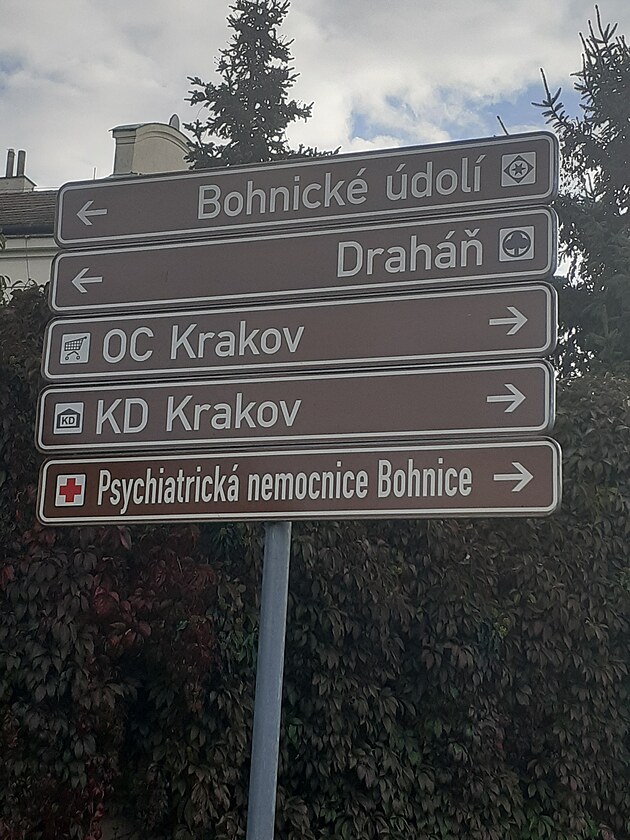 Bohnické údolí
Draháň
OC Krakov
KD KD Krakov
Psychiatrická nemocnice Bohnice